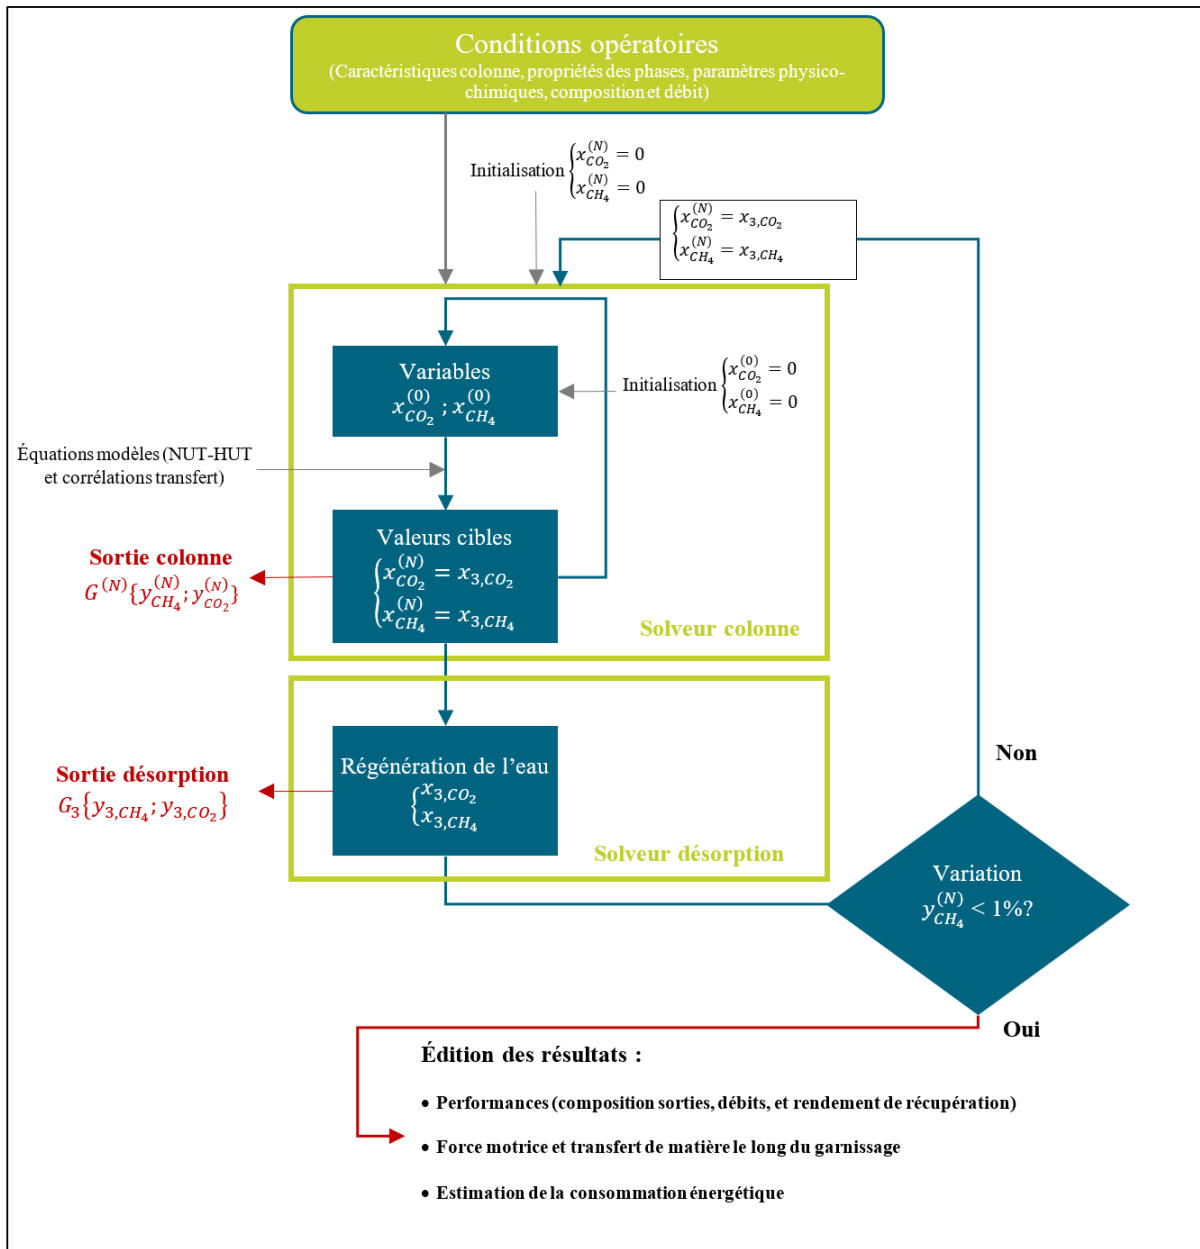 Conditions opératoires
(Caractéristiques colonne, propriétés des phases, paramètres physico-
chimiques, composition et débit)
Initialisation {x_{CO_2}^{(N)} = 0
x_{CH_4}^{(N)} = 0
{x_{CO_2}^{(N)} = x_{3,CO_2}
x_{CH_4}^{(N)} = x_{3,CH_4}
Variables
x_{CO_2}^{(0)} ; x_{CH_4}^{(0)}
Initialisation {x_{CO_2}^{(0)} = 0
x_{CH_4}^{(0)} = 0
Équations modèles (NUT-HUT
et corrélations transfert)
Valeurs cibles
{x_{CO_2}^{(N)} = x_{3,CO_2}
x_{CH_4}^{(N)} = x_{3,CH_4}
Sortie colonne
G^{(N)}{y_{CH_4}^{(N)}; y_{CO_2}^{(N)}}
Solveur colonne
Régénération de l’eau
{x_{3,CO_2}
x_{3,CH_4}
Sortie désorption
G_3{y_{3,CH_4}; y_{3,CO_2}}
Solveur désorption
Non
Variation
y_{CH_4}^{(N)} < 1%?
Oui
Édition des résultats :
• Performances (composition sorties, débits, et rendement de récupération)
• Force motrice et transfert de matière le long du garnissage
• Estimation de la consommation énergétique